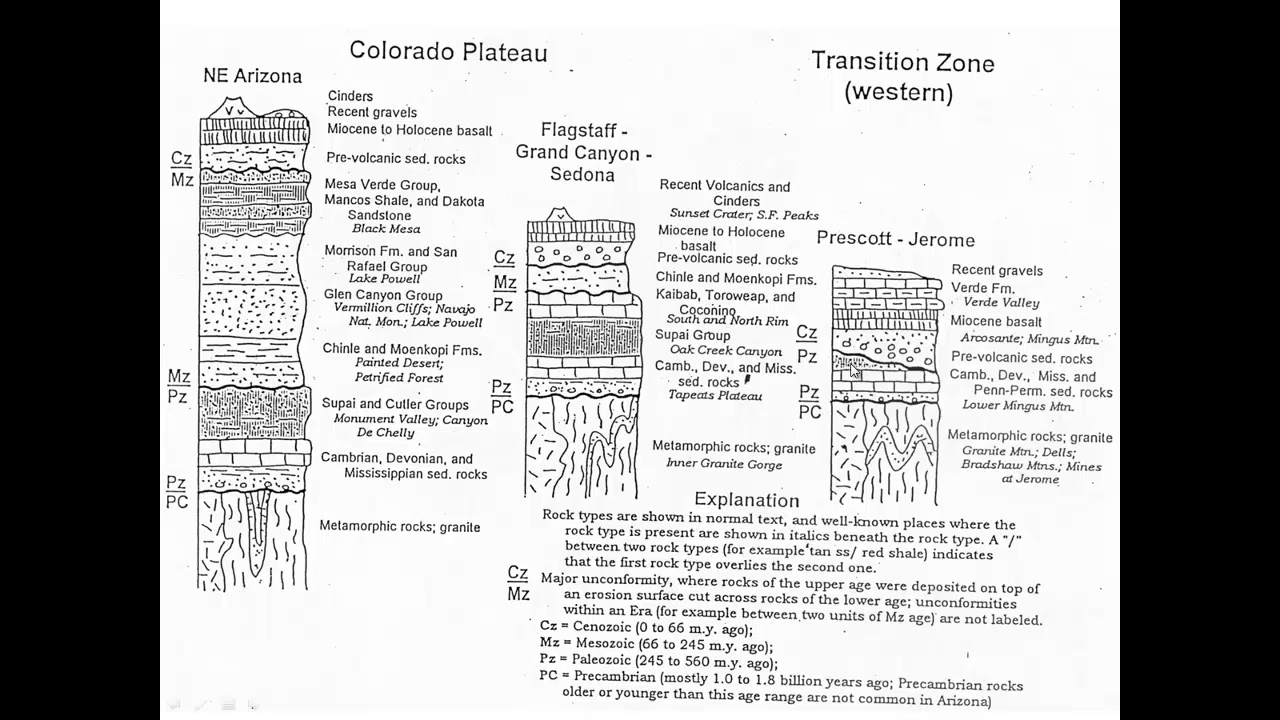 Colorado Plateau
NE Arizona
Cinders
Recent gravels
Miocene to Holocene basalt
Cz
Mz
Pre-volcanic sed. rocks
Mesa Verde Group,
Mancos Shale, and Dakota
Sandstone
Black Mesa
Morrison Fm. and San
Rafael Group
Lake Powell
Glen Canyon Group
Vermillion Cliffs; Navajo
Nat. Mon.; Lake Powell
Chinle and Moenkopi Fms.
Painted Desert;
Petrified Forest
Mz
Pz
Supai and Cutler Groups
Monument Valley; Canyon
De Chelly
Cambrian, Devonian, and
Mississippian sed. rocks
Pz
PC
Metamorphic rocks; granite
Flagstaff -
Grand Canyon -
Sedona
Recent Volcanics and
Cinders
Sunset Crater; S.F. Peaks
Miocene to Holocene
basalt
Pre-volcanic sed. rocks
Cz
Mz
Pz
Chinle and Moenkopi Fms.
Kaibab, Toroweap, and
Coconino
South and North Rim
Supai Group
Oak Creek Canyon
Camb., Dev., and Miss.
sed. rocks
Tapeats Plateau
Pz
PC
Metamorphic rocks; granite
Inner Granite Gorge
Transition Zone
(western)
Prescott - Jerome
Recent gravels
Verde Fm.
Verde Valley
Miocene basalt
Arcosante; Mingus Mtn.
Cz
Pz
Pre-volcanic sed. rocks
Camb., Dev., Miss. and
Penn-Perm. sed. rocks
Lower Mingus Mtn.
Pz
PC
Metamorphic rocks; granite
Granite Mtn.; Dells;
Bradshaw Mtns.; Mines
at Jerome
Explanation
Rock types are shown in normal text, and well-known places where the
rock type is present are shown in italics beneath the rock type. A "/"
between two rock types (for example tan ss/ red shale) indicates
that the first rock type overlies the second one.
Cz
Mz
Major unconformity, where rocks of the upper age were deposited on top of
an erosion surface cut across rocks of the lower age; unconformities
within an Era (for example between two units of Mz age) are not labeled.
Cz = Cenozoic (0 to 66 m.y. ago);
Mz = Mesozoic (66 to 245 m.y. ago);
Pz = Paleozoic (245 to 560 m.y. ago);
PC = Precambrian (mostly 1.0 to 1.8 billion years ago; Precambrian rocks
older or younger than this age range are not common in Arizona)